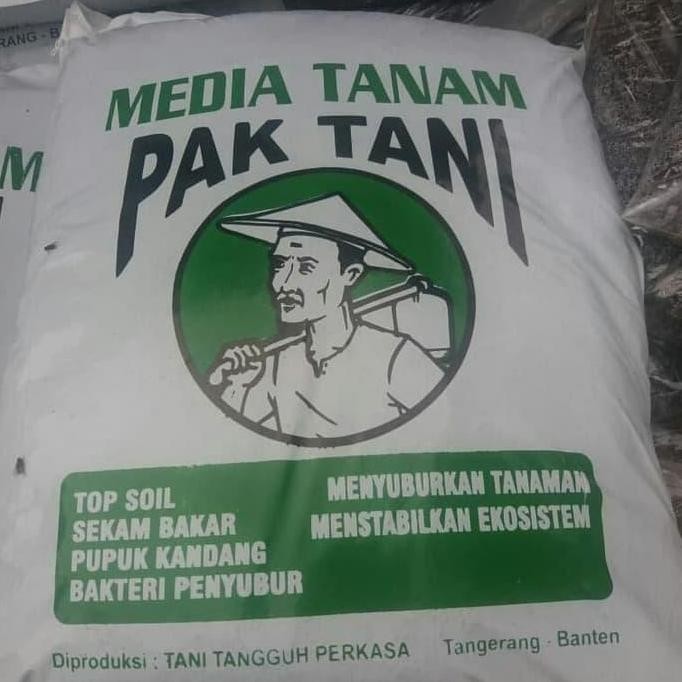 RANG - B
M
MEDIA TANAM
PAK TANI
TOP SOIL
SEKAM BAKAR
PUPUK KANDANG
BAKTERI PENYUBUR
MENYUBURKAN TANAMAN
MENSTABILKAN EKOSISTEM
Diproduksi : TANI TANGGUH PERKASA Tangerang - Banten